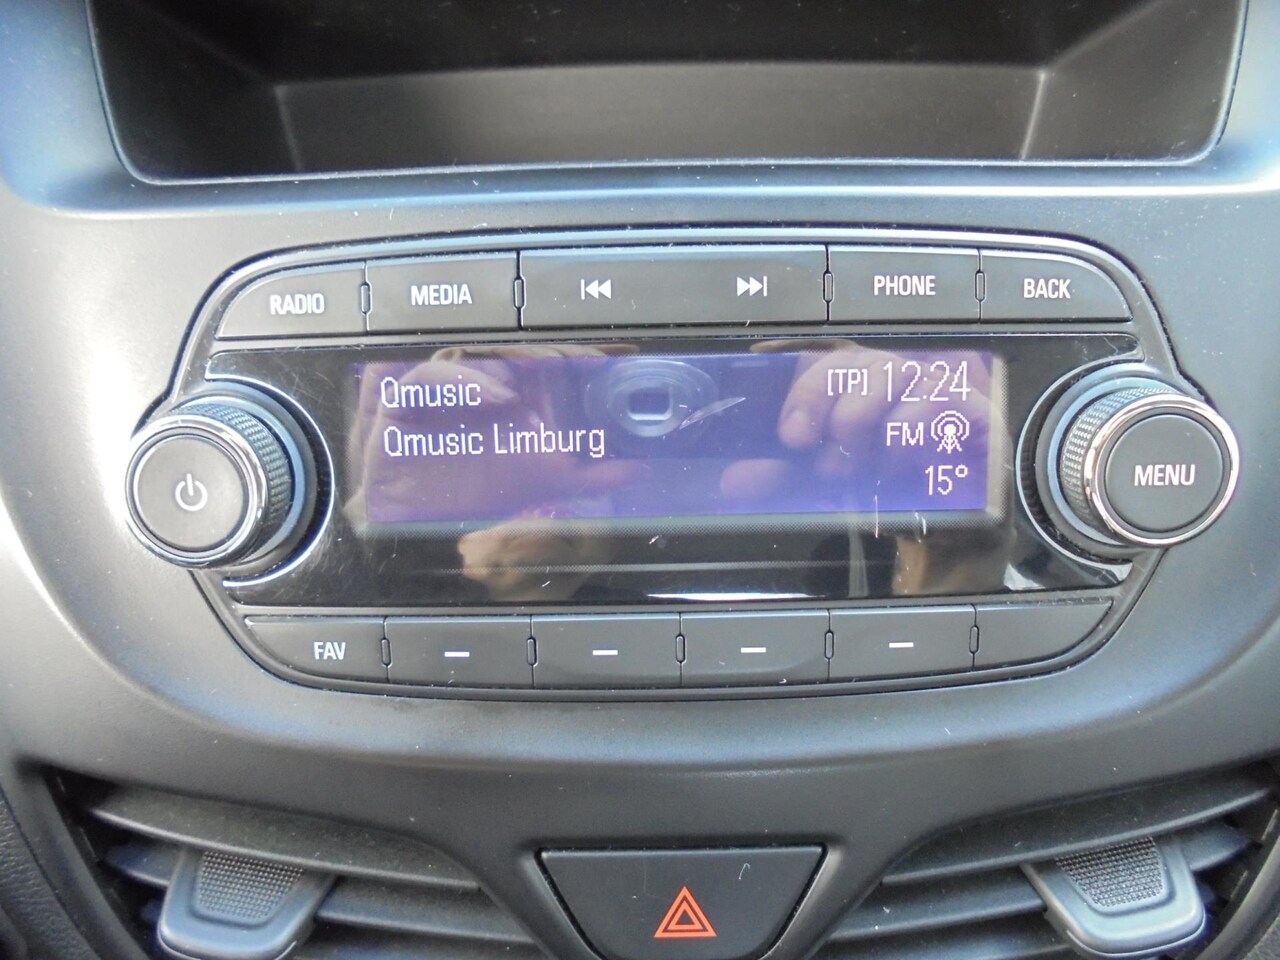 RADIO MEDIA PHONE BACK
Qmusic [TP] 12:24
Qmusic Limburg FM
15°
MENU
FAV